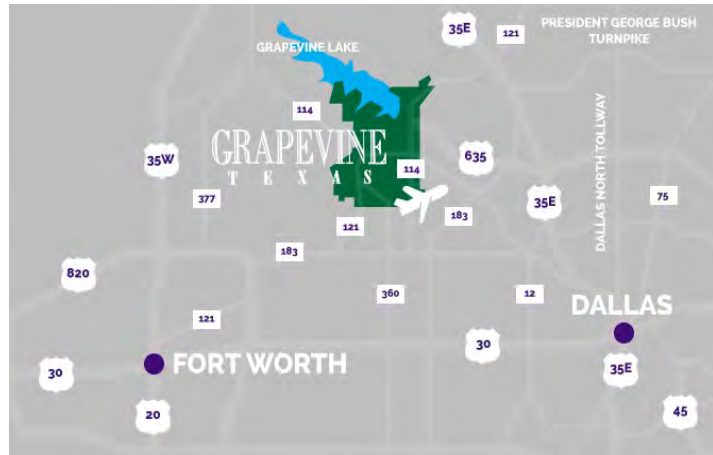 35E
121
PRESIDENT GEORGE BUSH
TURNPIKE
GRAPEVINE LAKE
DALLAS NORTH TOLLWAY
114
GRAPEVINE
TEXAS
35W
114
635
377
35E
75
183
121
183
820
360
12
DALLAS
121
30
FORT WORTH
30
35E
20
45